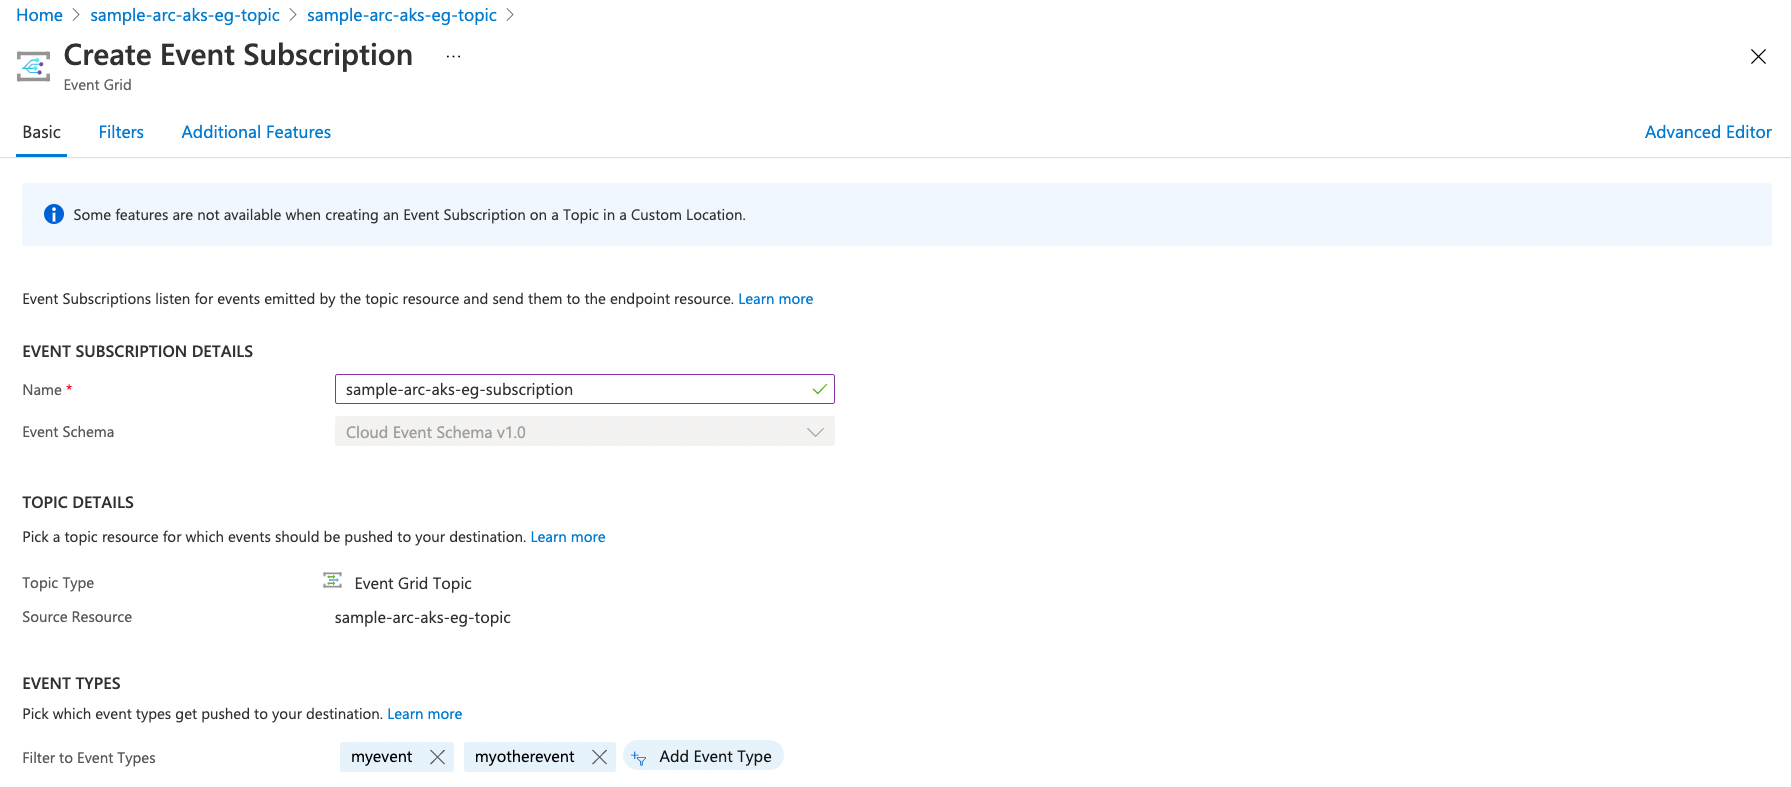 Home > sample-arc-aks-eg-topic > sample-arc-aks-eg-topic >
Create Event Subscription ...
Event Grid
Basic Filters Additional Features Advanced Editor
Some features are not available when creating an Event Subscription on a Topic in a Custom Location.
Event Subscriptions listen for events emitted by the topic resource and send them to the endpoint resource. Learn more
EVENT SUBSCRIPTION DETAILS
Name * sample-arc-aks-eg-subscription
Event Schema Cloud Event Schema v1.0
TOPIC DETAILS
Pick a topic resource for which events should be pushed to your destination. Learn more
Topic Type Event Grid Topic
Source Resource sample-arc-aks-eg-topic
EVENT TYPES
Pick which event types get pushed to your destination. Learn more
Filter to Event Types myevent myotherevent Add Event Type